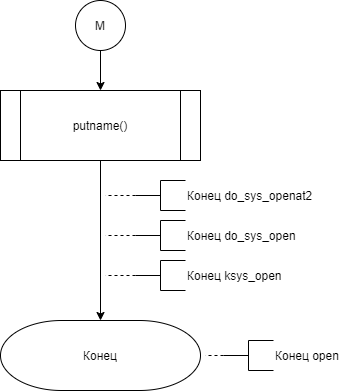 М
putname()
Конец do_sys_openat2
Конец do_sys_open
Конец ksys_open
Конец
Конец open